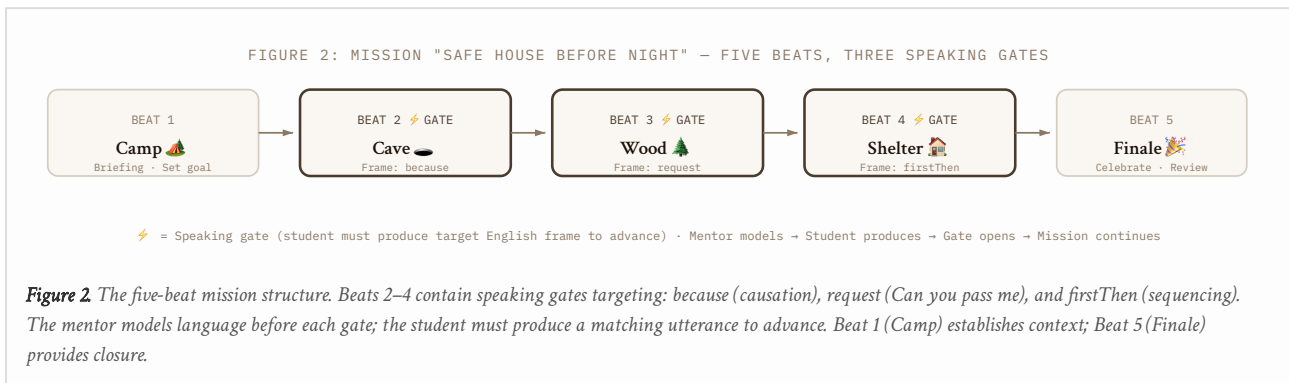 FIGURE 2: MISSION "SAFE HOUSE BEFORE NIGHT" — FIVE BEATS, THREE SPEAKING GATES
BEAT 1
Camp 🏕️
Briefing · Set goal
BEAT 2 ⚡ GATE
Cave 🕳️
Frame: because
BEAT 3 ⚡ GATE
Wood 🌲
Frame: request
BEAT 4 ⚡ GATE
Shelter 🏠
Frame: firstThen
BEAT 5
Finale 🎉
Celebrate · Review
⚡ = Speaking gate (student must produce target English frame to advance) · Mentor models → Student produces → Gate opens → Mission continues
Figure 2. The five-beat mission structure. Beats 2–4 contain speaking gates targeting: because (causation), request (Can you pass me), and firstThen (sequencing).
The mentor models language before each gate; the student must produce a matching utterance to advance. Beat 1 (Camp) establishes context; Beat 5 (Finale)
provides closure.